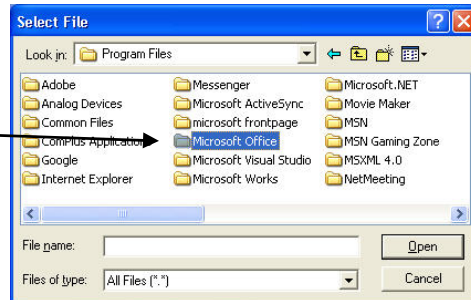 Select File
Look in: Program Files
Adobe Messenger Microsoft.NET
Analog Devices Microsoft ActiveSync Movie Maker
Common Files microsoft frontpage MSN
ComPlus Applications Microsoft Office MSN Gaming Zone
Google Microsoft Visual Studio MSXML 4.0
Internet Explorer Microsoft Works NetMeeting
File name: Open
Files of type: All Files (*.*) Cancel